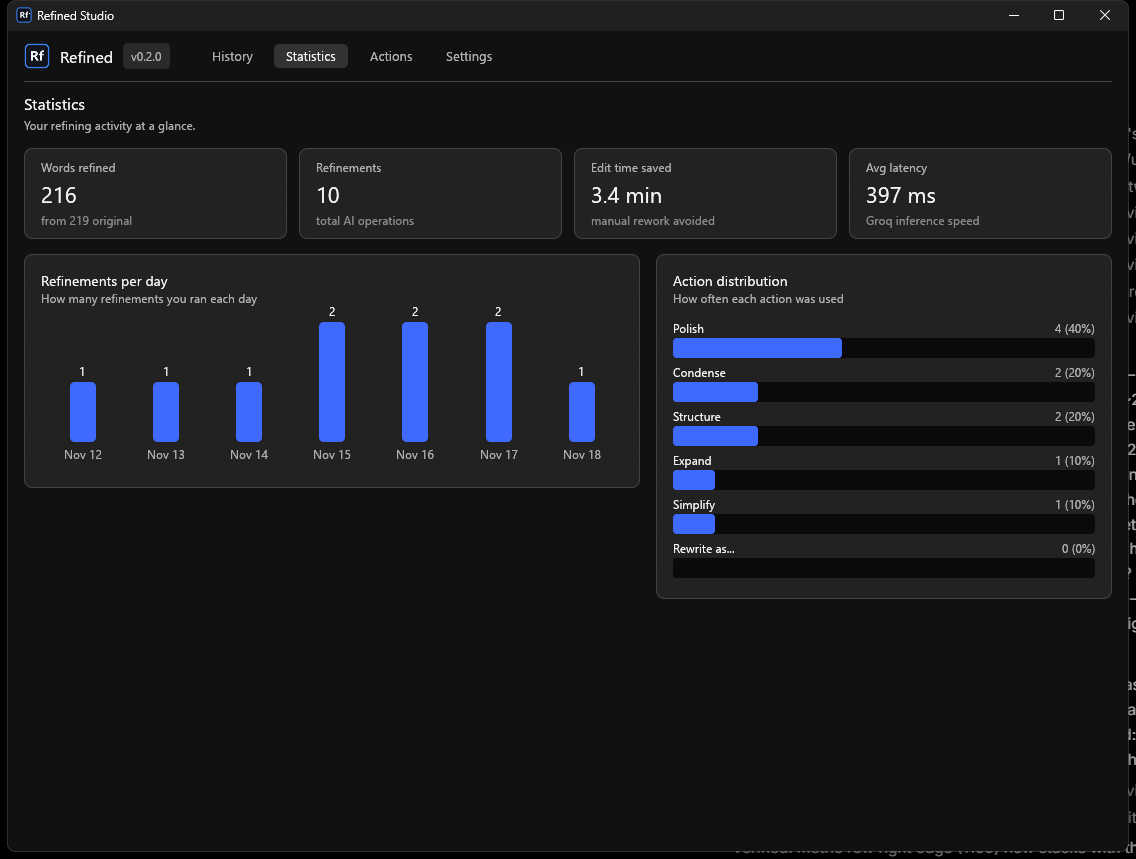 Rf Refined Studio
Rf Refined v0.2.0 History Statistics Actions Settings
Statistics
Your refining activity at a glance.
Words refined
216
from 219 original
Refinements
10
total AI operations
Edit time saved
3.4 min
manual rework avoided
Avg latency
397 ms
Groq inference speed
Refinements per day
How many refinements you ran each day
2 2 2
1 1 1 1
Nov 12 Nov 13 Nov 14 Nov 15 Nov 16 Nov 17 Nov 18
Action distribution
How often each action was used
Polish 4 (40%)
Condense 2 (20%)
Structure 2 (20%)
Expand 1 (10%)
Simplify 1 (10%)
Rewrite as... 0 (0%)